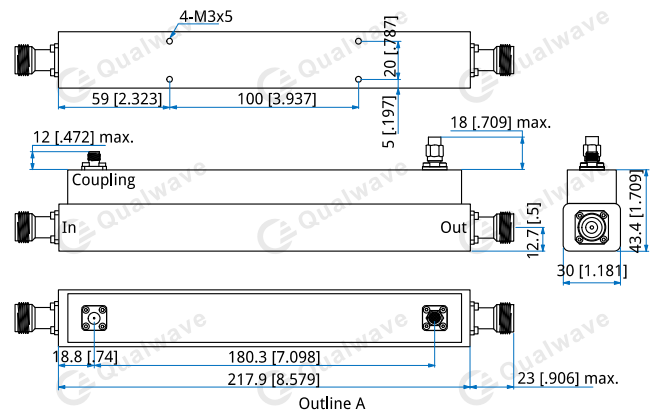 4-M3x5
59 [2.323]
100 [3.937]
20 [.787]
5 [.197]
12 [.472] max.
18 [.709] max.
Coupling
In
Out
12.7 [.5]
43.4 [1.709]
30 [1.181]
18.8 [.74]
180.3 [7.098]
217.9 [8.579]
23 [.906] max.
Outline A
Qualwave
Qualwave
Qualwave
Qualwave
Qualwave
Qualwave
Qualwave
Qualwave